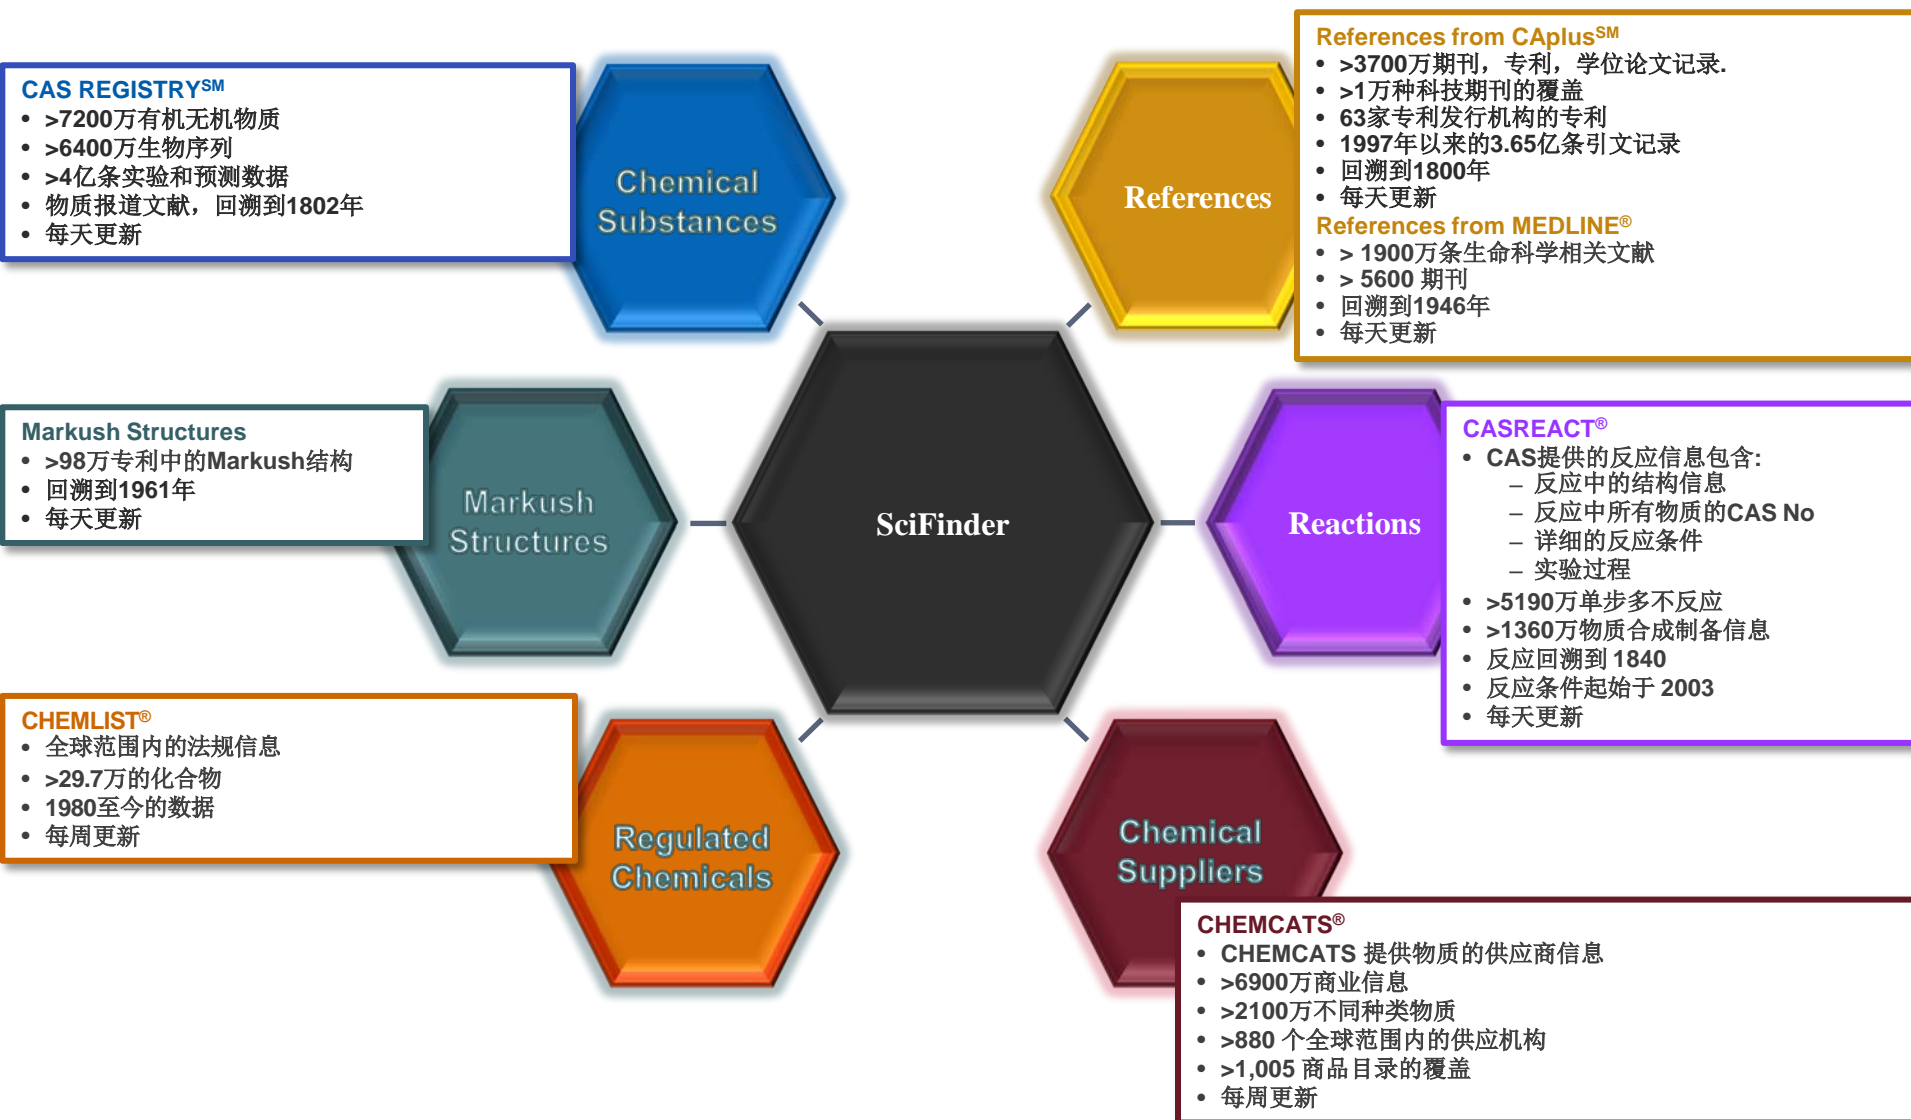 CAS REGISTRYSM
• >7200万有机无机物质
• >6400万生物序列
• >4亿条实验和预测数据
• 物质报道文献，回溯到1802年
• 每天更新
Chemical
Substances
References
References from CAplusSM
• >3700万期刊，专利，学位论文记录.
• >1万种科技期刊的覆盖
• 63家专利发行机构的专利
• 1997年以来的3.65亿条引文记录
• 回溯到1800年
• 每天更新
References from MEDLINE®
• > 1900万条生命科学相关文献
• > 5600 期刊
• 回溯到1946年
• 每天更新
Markush Structures
• >98万专利中的Markush结构
• 回溯到1961年
• 每天更新
Markush
Structures
SciFinder
Reactions
CASREACT®
• CAS提供的反应信息包含:
– 反应中的结构信息
– 反应中所有物质的CAS No
– 详细的反应条件
– 实验过程
• >5190万单步多不反应
• >1360万物质合成制备信息
• 反应回溯到 1840
• 反应条件起始于 2003
• 每天更新
CHEMLIST®
• 全球范围内的法规信息
• >29.7万的化合物
• 1980至今的数据
• 每周更新
Regulated
Chemicals
Chemical
Suppliers
CHEMCATS®
• CHEMCATS 提供物质的供应商信息
• >6900万商业信息
• >2100万不同种类物质
• >880 个全球范围内的供应机构
• >1,005 商品目录的覆盖
• 每周更新